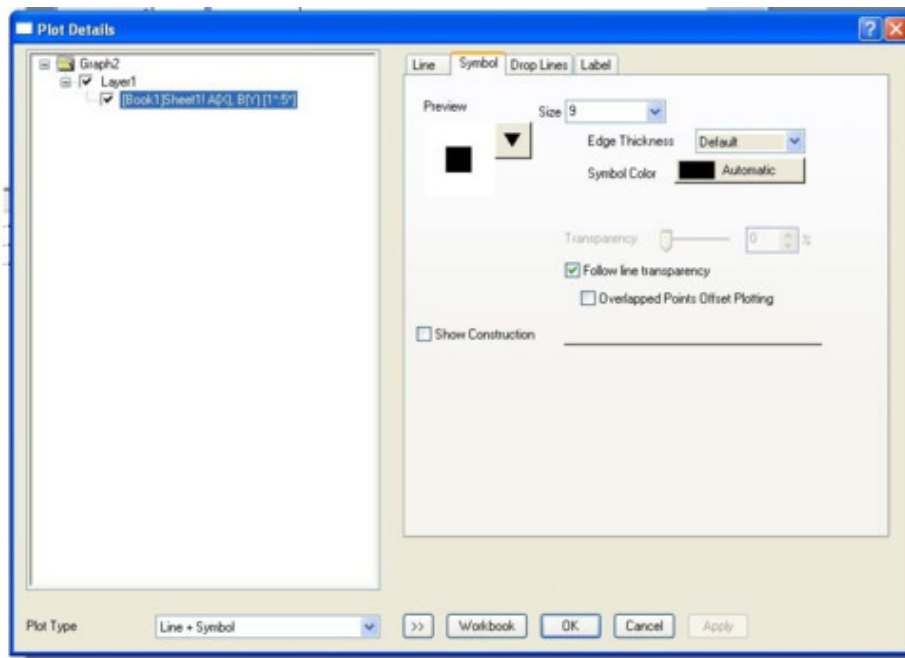 Plot Details
Graph2
Layer1
[Book1]Sheet1! A(X), B(Y) [1*:5*]
Line Symbol Drop Lines Label
Preview
Size 9
Edge Thickness Default
Symbol Color Automatic
Transparency 0 %
Follow line transparency
Overlapped Points Offset Plotting
Show Construction
Plot Type Line + Symbol >> Workbook OK Cancel Apply